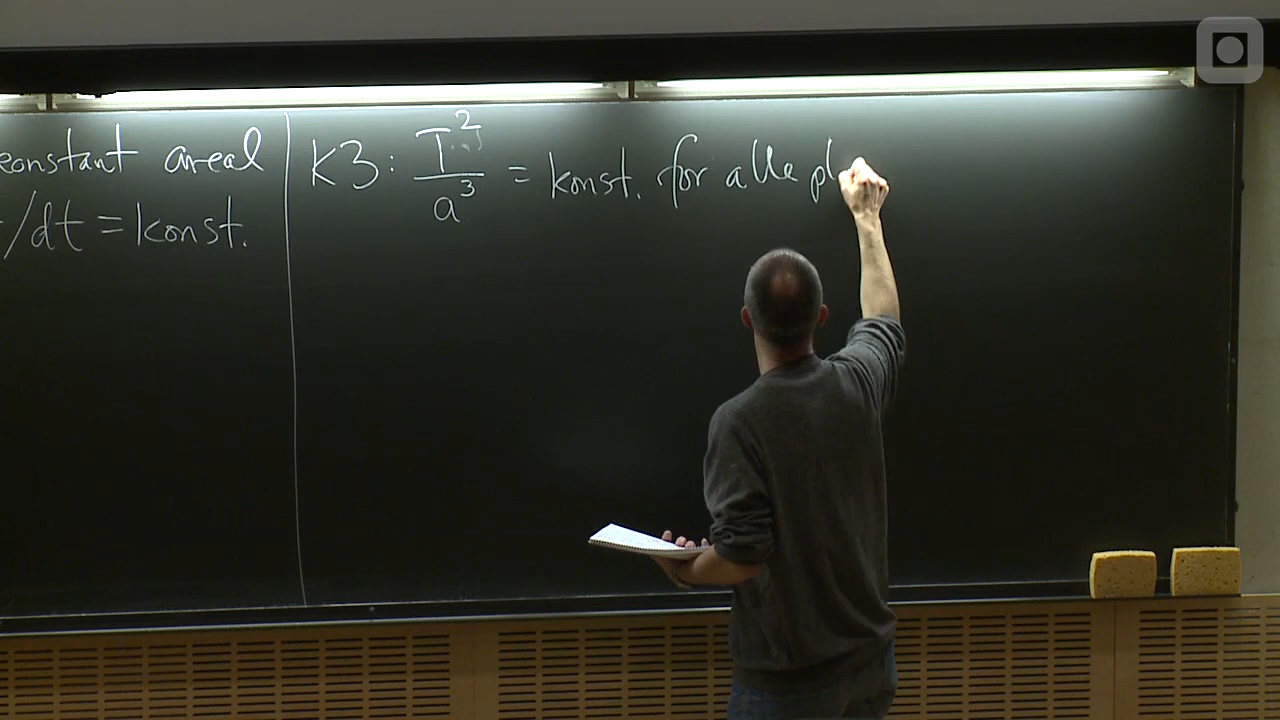 konstant areal
/dt = konst.
K3: T²/a³ = konst. for alle pl